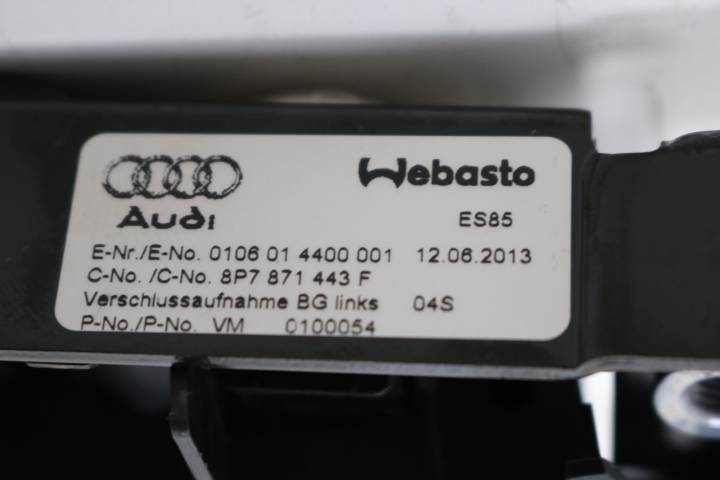 Audi Webasto
ES85
E-Nr./E-No. 0106 01 4400 001 12.06.2013
C-No. /C-No. 8P7 871 443 F
Verschlussaufnahme BG links 04S
P-No./P-No. VM 0100054